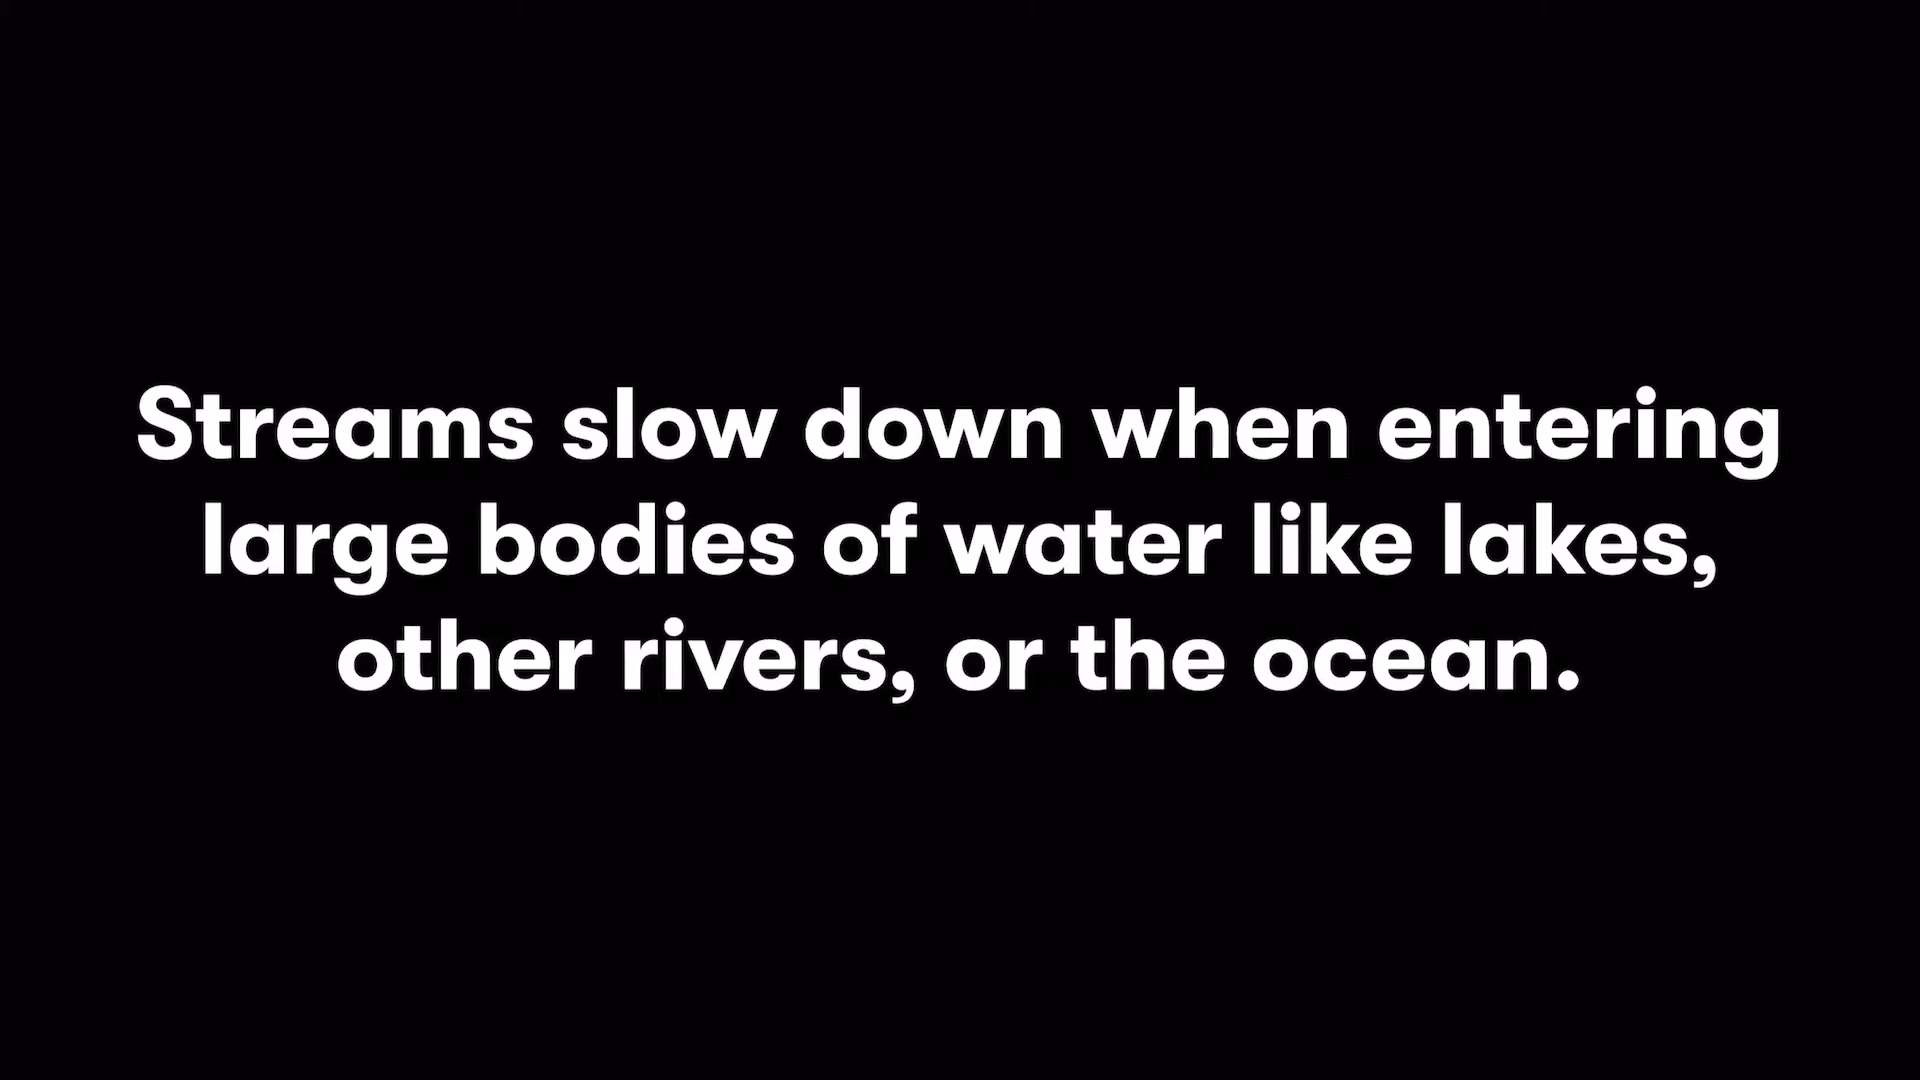 Streams slow down when entering
large bodies of water like lakes,
other rivers, or the ocean.